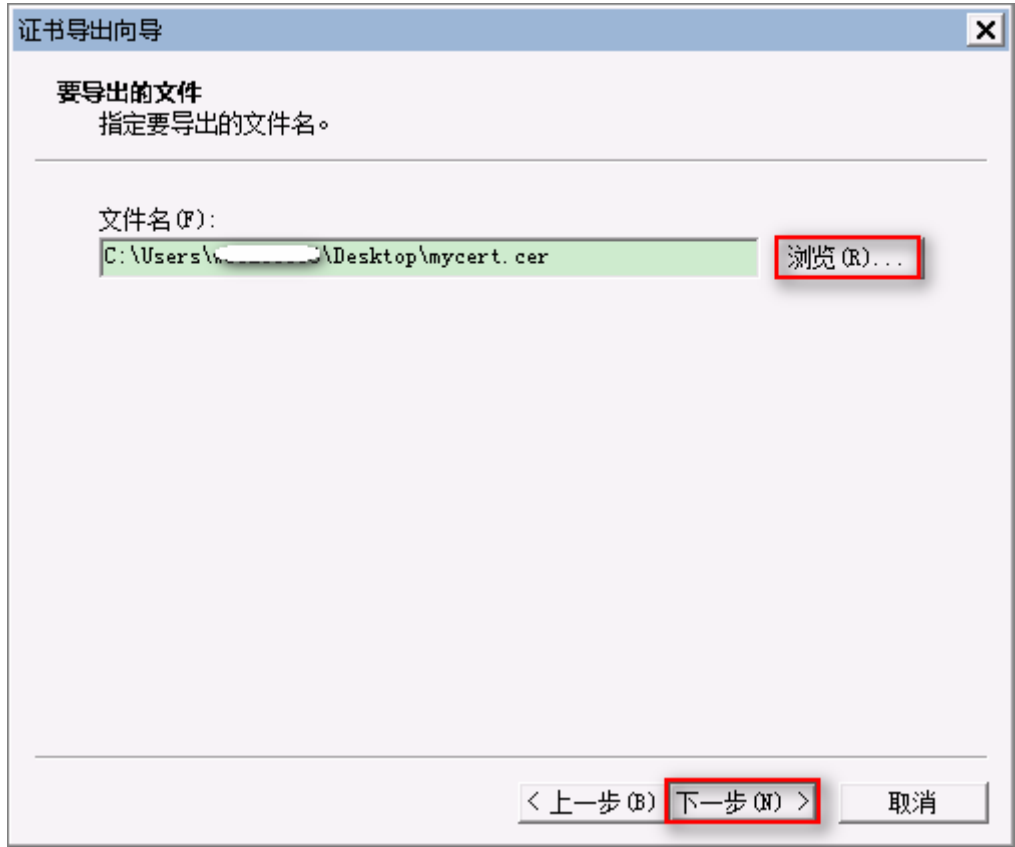 证书导出向导
要导出的文件
指定要导出的文件名。
文件名(F):
C:\Users\ \Desktop\mycert.cer
浏览(R)...
< 上一步(B) 下一步(N) > 取消